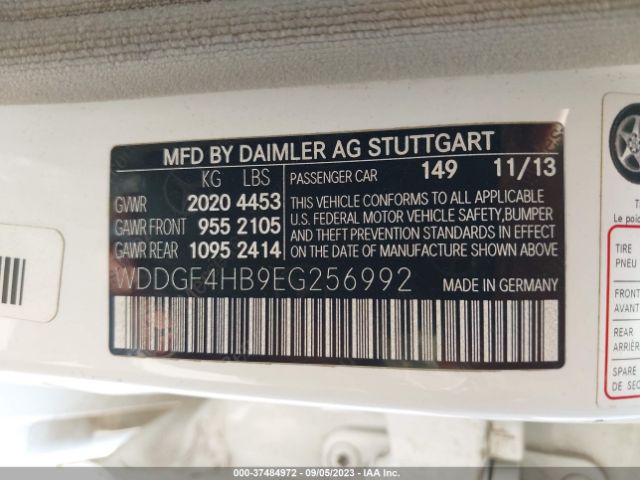 MFD BY DAIMLER AG STUTTGART
KG LBS
GVWR 2020 4453
GAWR FRONT 955 2105
GAWR REAR 1095 2414
PASSENGER CAR 149 11/13
THIS VEHICLE CONFORMS TO ALL APPLICABLE
U.S. FEDERAL MOTOR VEHICLE SAFETY,BUMPER
AND THEFT PREVENTION STANDARDS IN EFFECT
ON THE DATE OF MANUFACTURE SHOWN ABOVE
WDDGF4HB9EG256992 MADE IN GERMANY
Le poi
TIRE
PNEU
FRONT
AVANT
REAR
ARRIÈR
SPARE
DE SEC
000-37484972 - 09/05/2023 - IAA Inc.